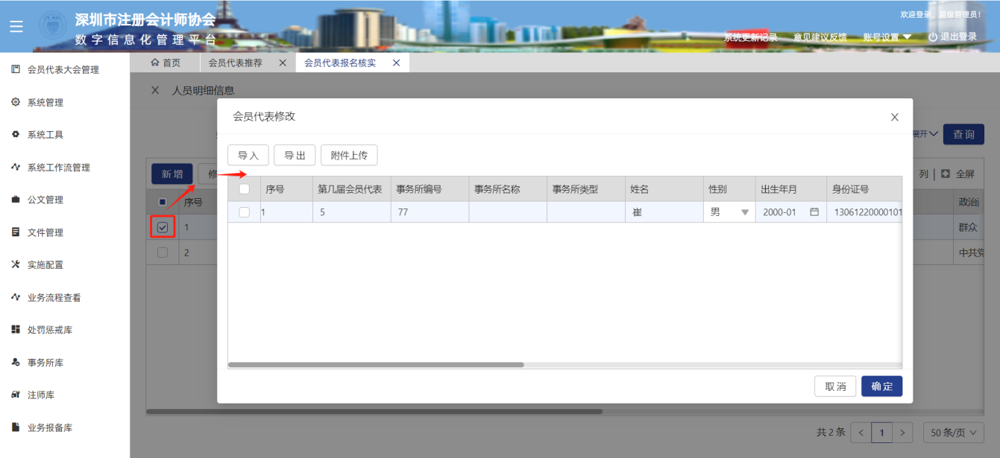 深圳市注册会计师协会
数字信息化管理平台
欢迎登录，超级管理员！
系统更新记录 意见建议反馈 账号设置 退出登录
首页 会员代表推荐 会员代表报名核实
会员代表大会管理
系统管理
系统工具
系统工作流管理
公文管理
文件管理
实施配置
业务流程查看
处罚惩戒库
事务所库
注师库
业务报备库
人员明细信息
展开 查询
新增 修
列 全屏
序号
政治
1
群众
2
中共党
会员代表修改
导入 导出 附件上传
序号 第几届会员代表 事务所编号 事务所名称 事务所类型 姓名 性别 出生年月 身份证号
1 5 77 崔 男 2000-01 13061220000101
取消 确定
共 2 条 < 1 > 50 条/页